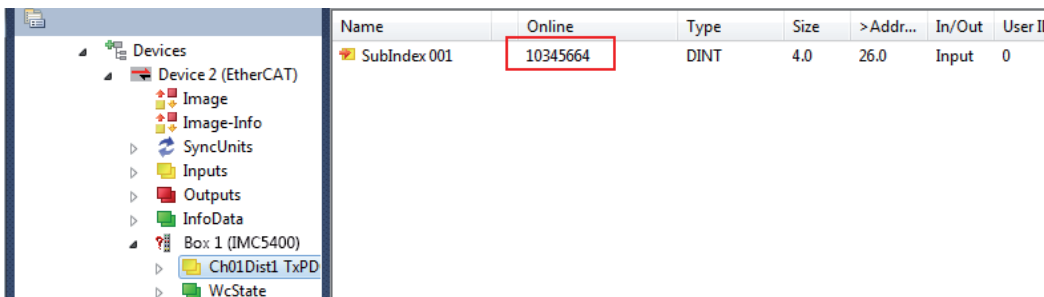 Name Online Type Size >Addr... In/Out User I
SubIndex 001 10345664 DINT 4.0 26.0 Input 0
Devices
Device 2 (EtherCAT)
Image
Image-Info
SyncUnits
Inputs
Outputs
InfoData
Box 1 (IMC5400)
Ch01Dist1 TxPD
WcState